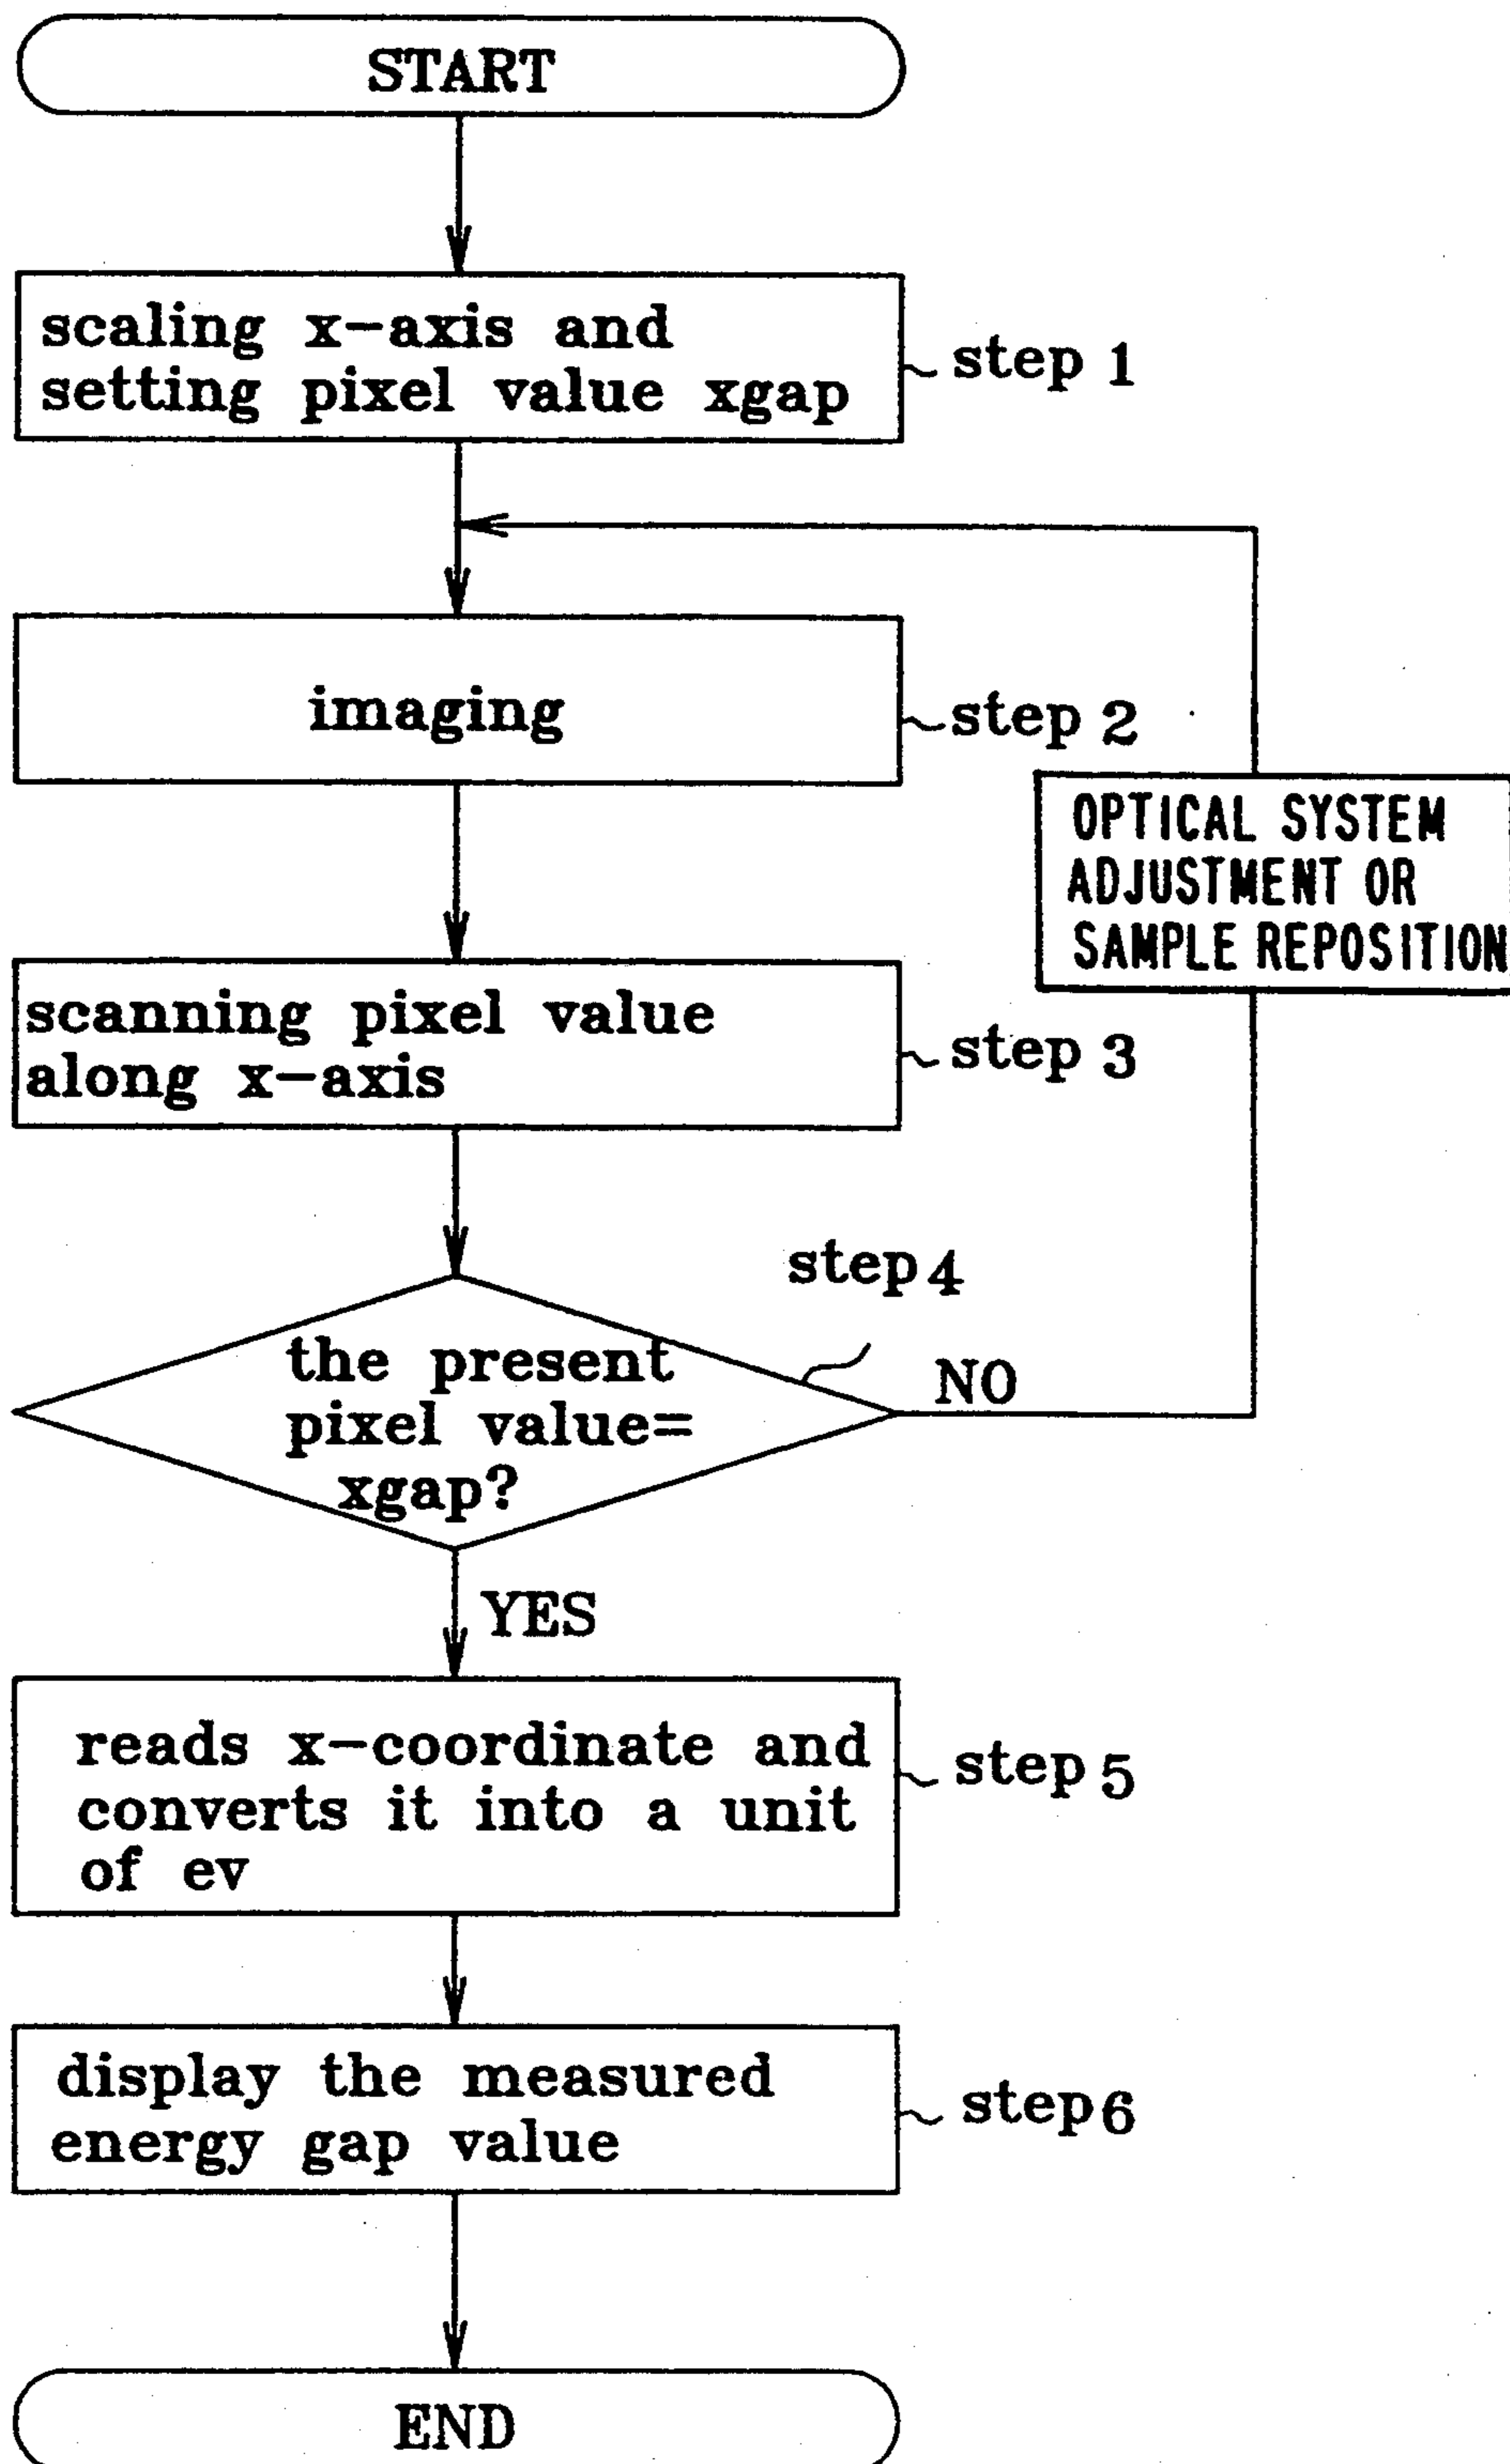 START
scaling x-axis and
setting pixel value xgap
step 1
imaging
step 2
OPTICAL SYSTEM
ADJUSTMENT OR
SAMPLE REPOSITION
scanning pixel value
along x-axis
step 3
step 4
the present
pixel value=
xgap?
NO
YES
reads x-coordinate and
converts it into a unit
of ev
step 5
display the measured
energy gap value
step 6
END